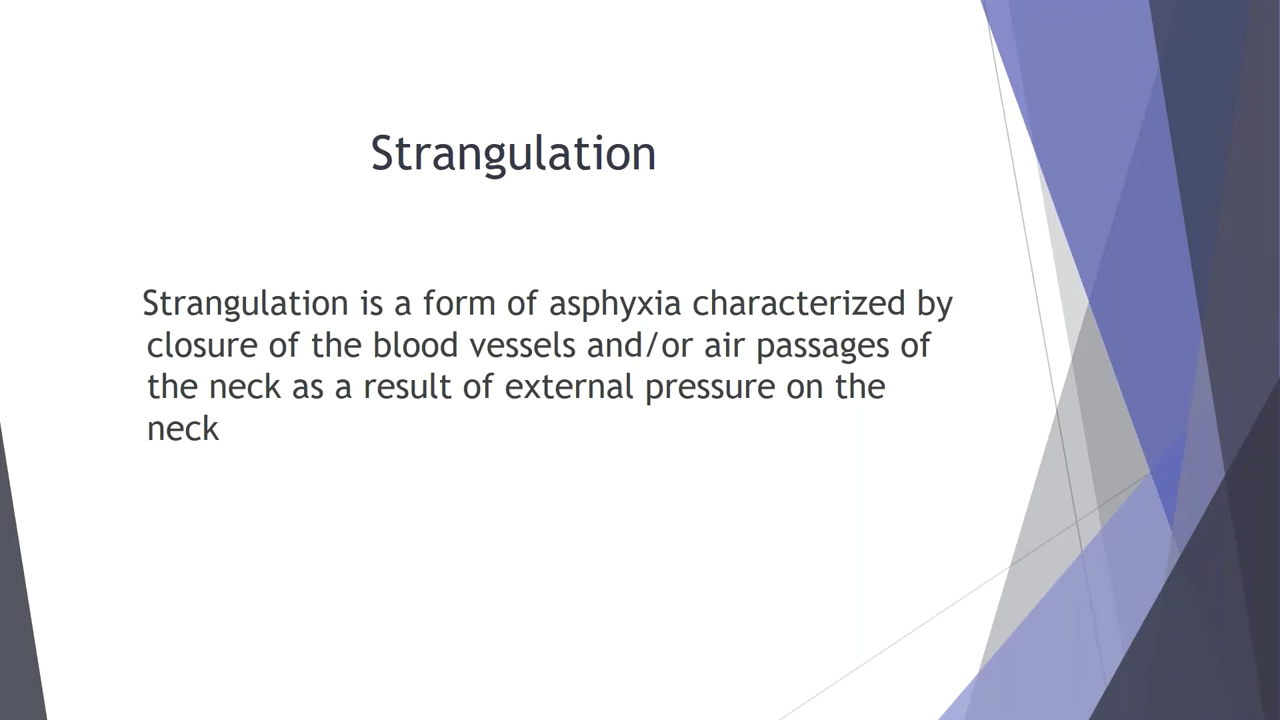 Strangulation
Strangulation is a form of asphyxia characterized by
closure of the blood vessels and/or air passages of
the neck as a result of external pressure on the
neck